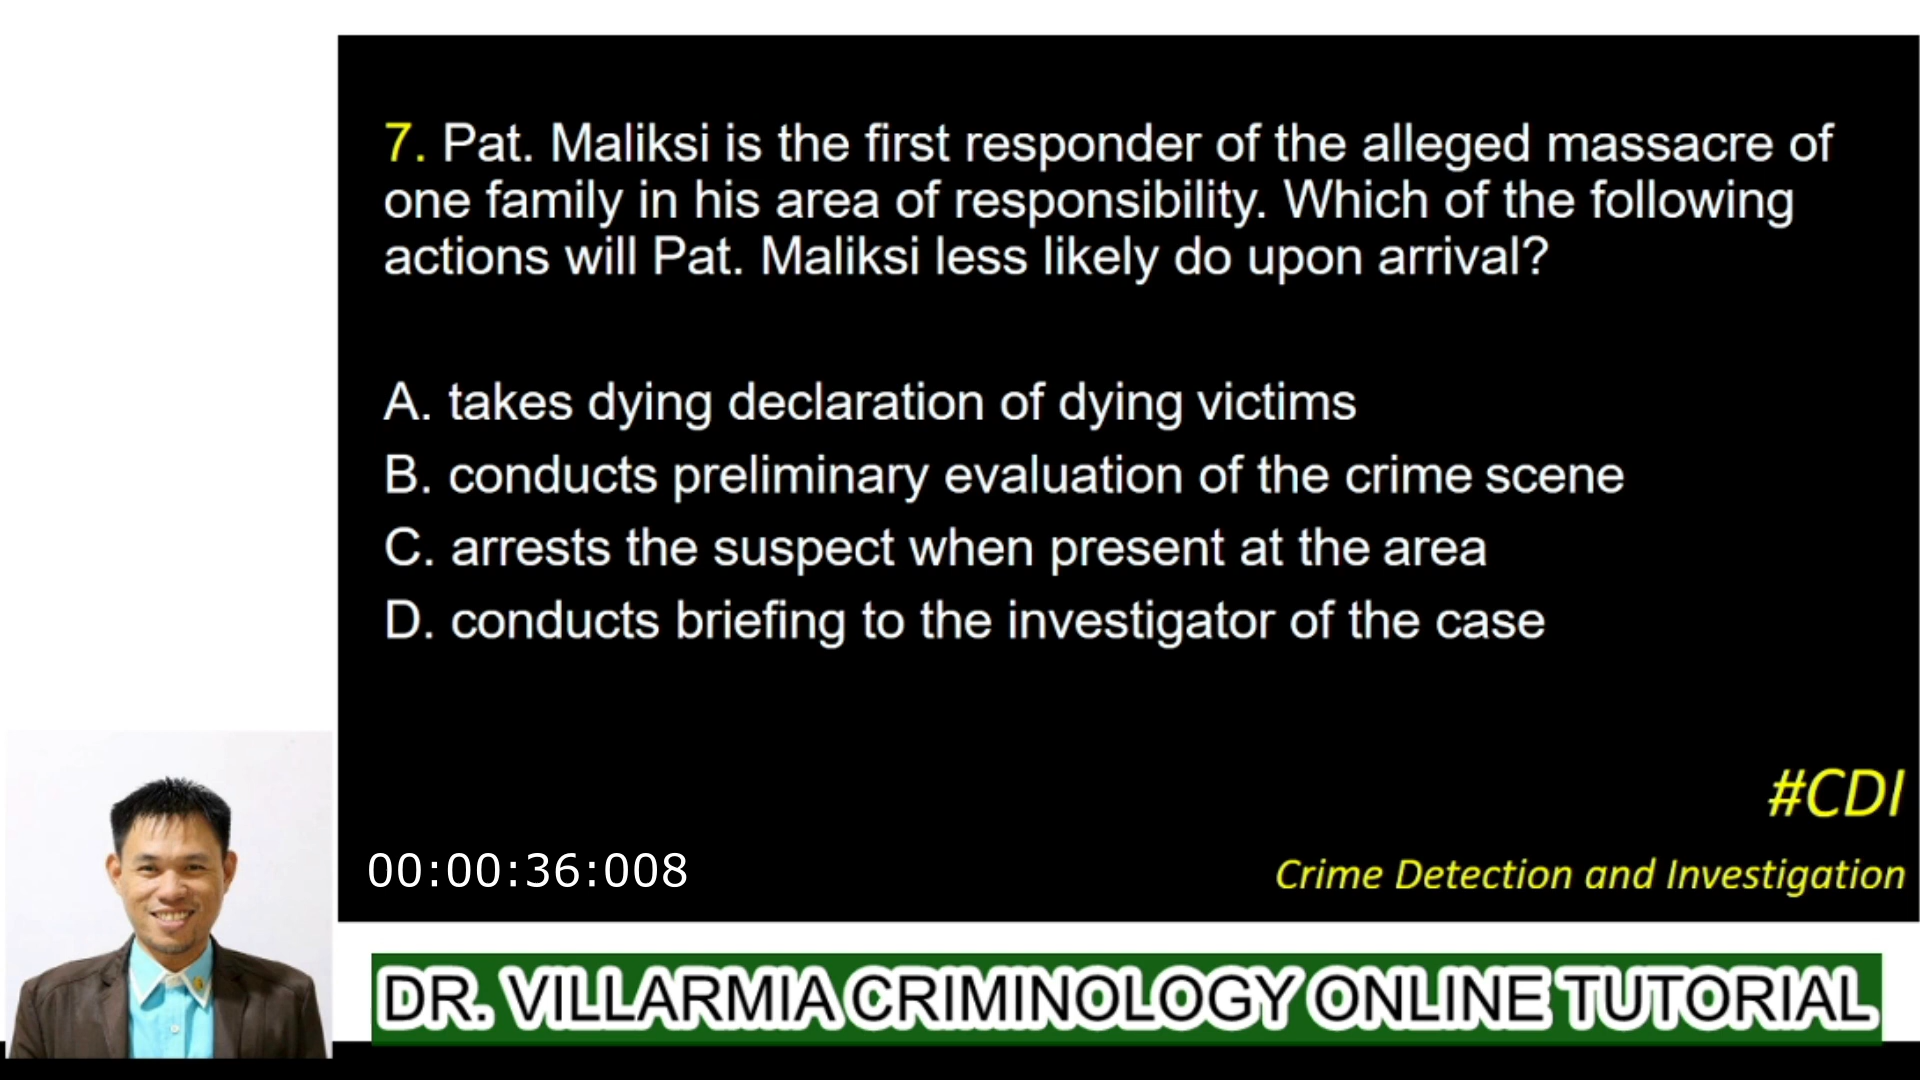 7. Pat. Maliksi is the first responder of the alleged massacre of
one family in his area of responsibility. Which of the following
actions will Pat. Maliksi less likely do upon arrival?
A. takes dying declaration of dying victims
B. conducts preliminary evaluation of the crime scene
C. arrests the suspect when present at the area
D. conducts briefing to the investigator of the case
#CDI
00:00:36:008
Crime Detection and Investigation
DR. VILLARMIA CRIMINOLOGY ONLINE TUTORIAL